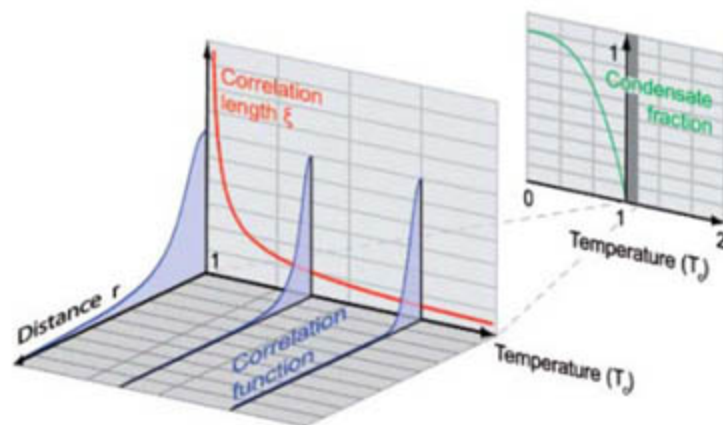 Correlation
length ξ
1
Distance r
Correlation
function
Temperature (Tc)
1
Condensate
fraction
0
1
2
Temperature (Tc)